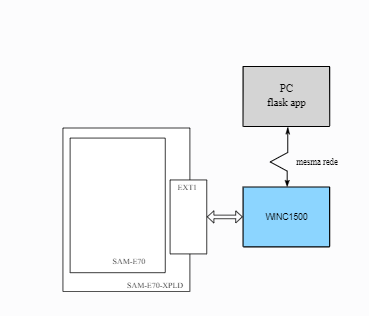 PC
flask app
mesma rede
EXT1
WINC1500
SAM-E70
SAM-E70-XPLD